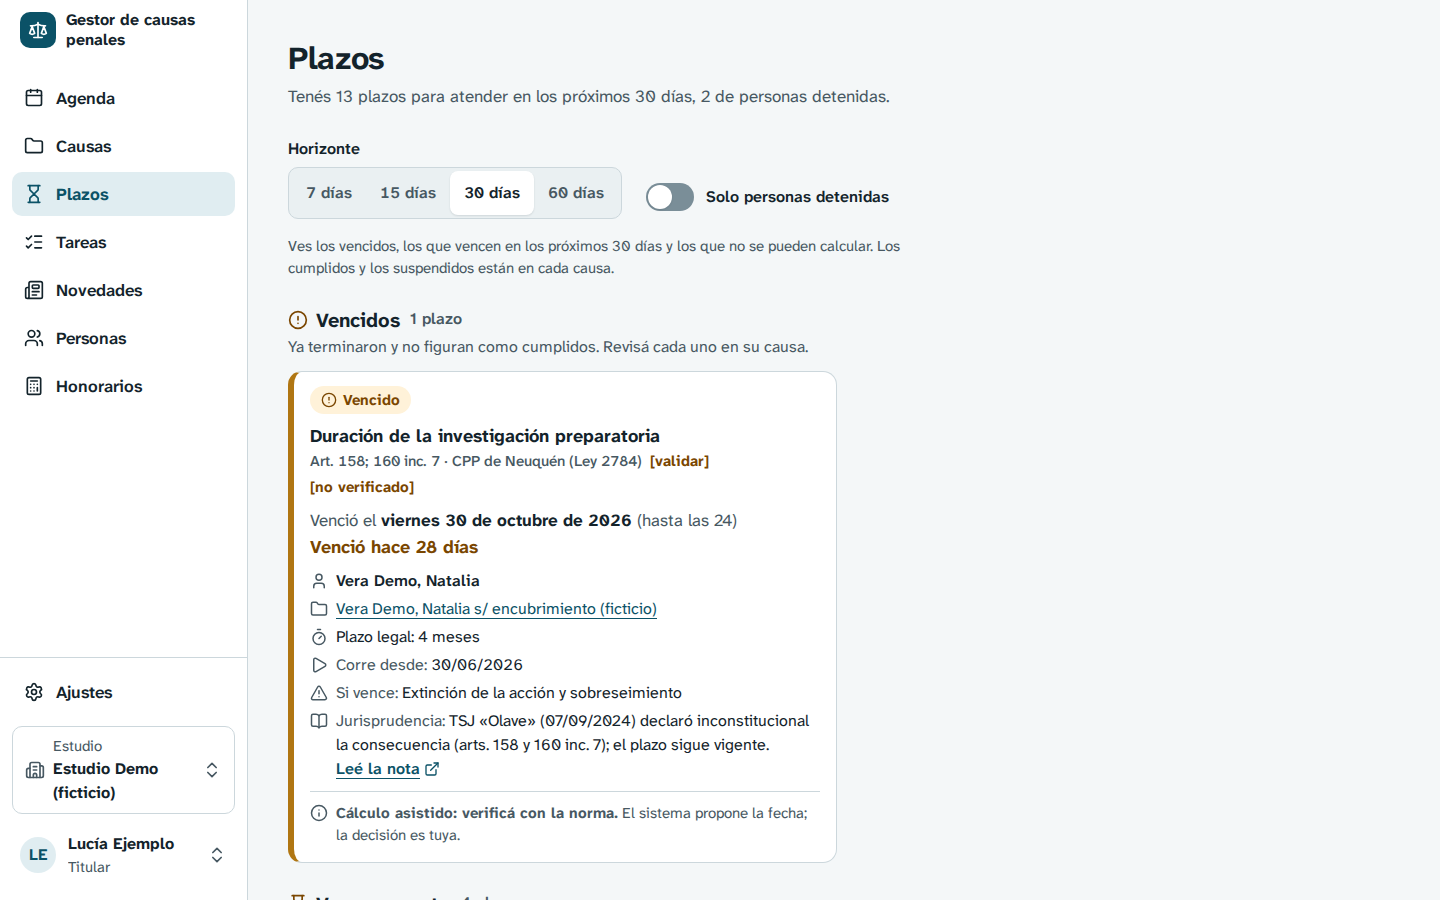 Gestor de causas
penales
Agenda
Causas
Plazos
Tareas
Novedades
Personas
Honorarios
Ajustes
Estudio
Estudio Demo
(ficticio)
LE
Lucía Ejemplo
Titular
Plazos
Tenés 13 plazos para atender en los próximos 30 días, 2 de personas detenidas.
Horizonte
7 días 15 días 30 días 60 días
Solo personas detenidas
Ves los vencidos, los que vencen en los próximos 30 días y los que no se pueden calcular. Los
cumplidos y los suspendidos están en cada causa.
Vencidos 1 plazo
Ya terminaron y no figuran como cumplidos. Revisá cada uno en su causa.
Vencido
Duración de la investigación preparatoria
Art. 158; 160 inc. 7 · CPP de Neuquén (Ley 2784) [validar]
[no verificado]
Venció el viernes 30 de octubre de 2026 (hasta las 24)
Venció hace 28 días
Vera Demo, Natalia
Vera Demo, Natalia s/ encubrimiento (ficticio)
Plazo legal: 4 meses
Corre desde: 30/06/2026
Si vence: Extinción de la acción y sobreseimiento
Jurisprudencia: TSJ «Olave» (07/09/2024) declaró inconstitucional
la consecuencia (arts. 158 y 160 inc. 7); el plazo sigue vigente.
Leé la nota
Cálculo asistido: verificá con la norma. El sistema propone la fecha;
la decisión es tuya.